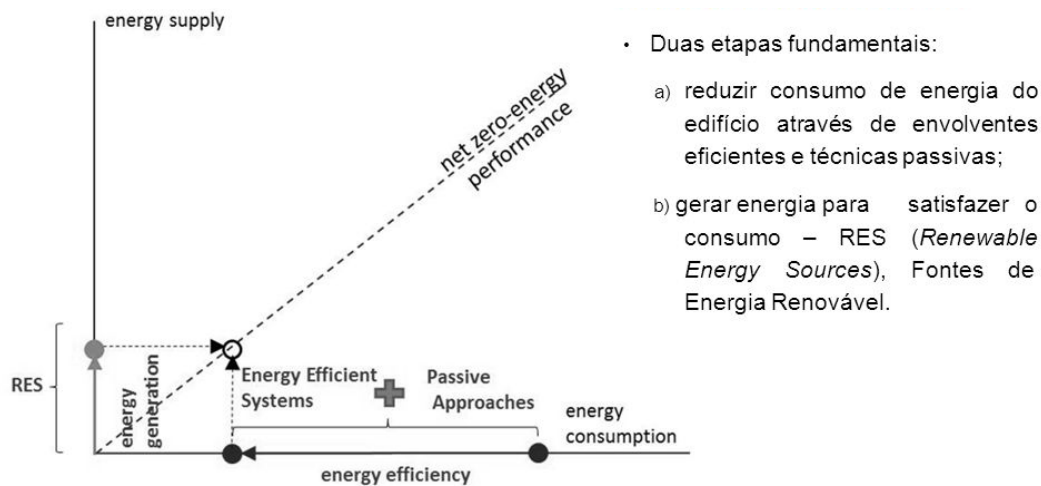 energy supply
net zero-energy
performance
RES
energy
generation
Energy Efficient
Systems
Passive
Approaches
energy
consumption
energy efficiency
• Duas etapas fundamentais:
a) reduzir consumo de energia do
edifício através de envolventes
eficientes e técnicas passivas;
b) gerar energia para satisfazer o
consumo – RES (Renewable
Energy Sources), Fontes de
Energia Renovável.